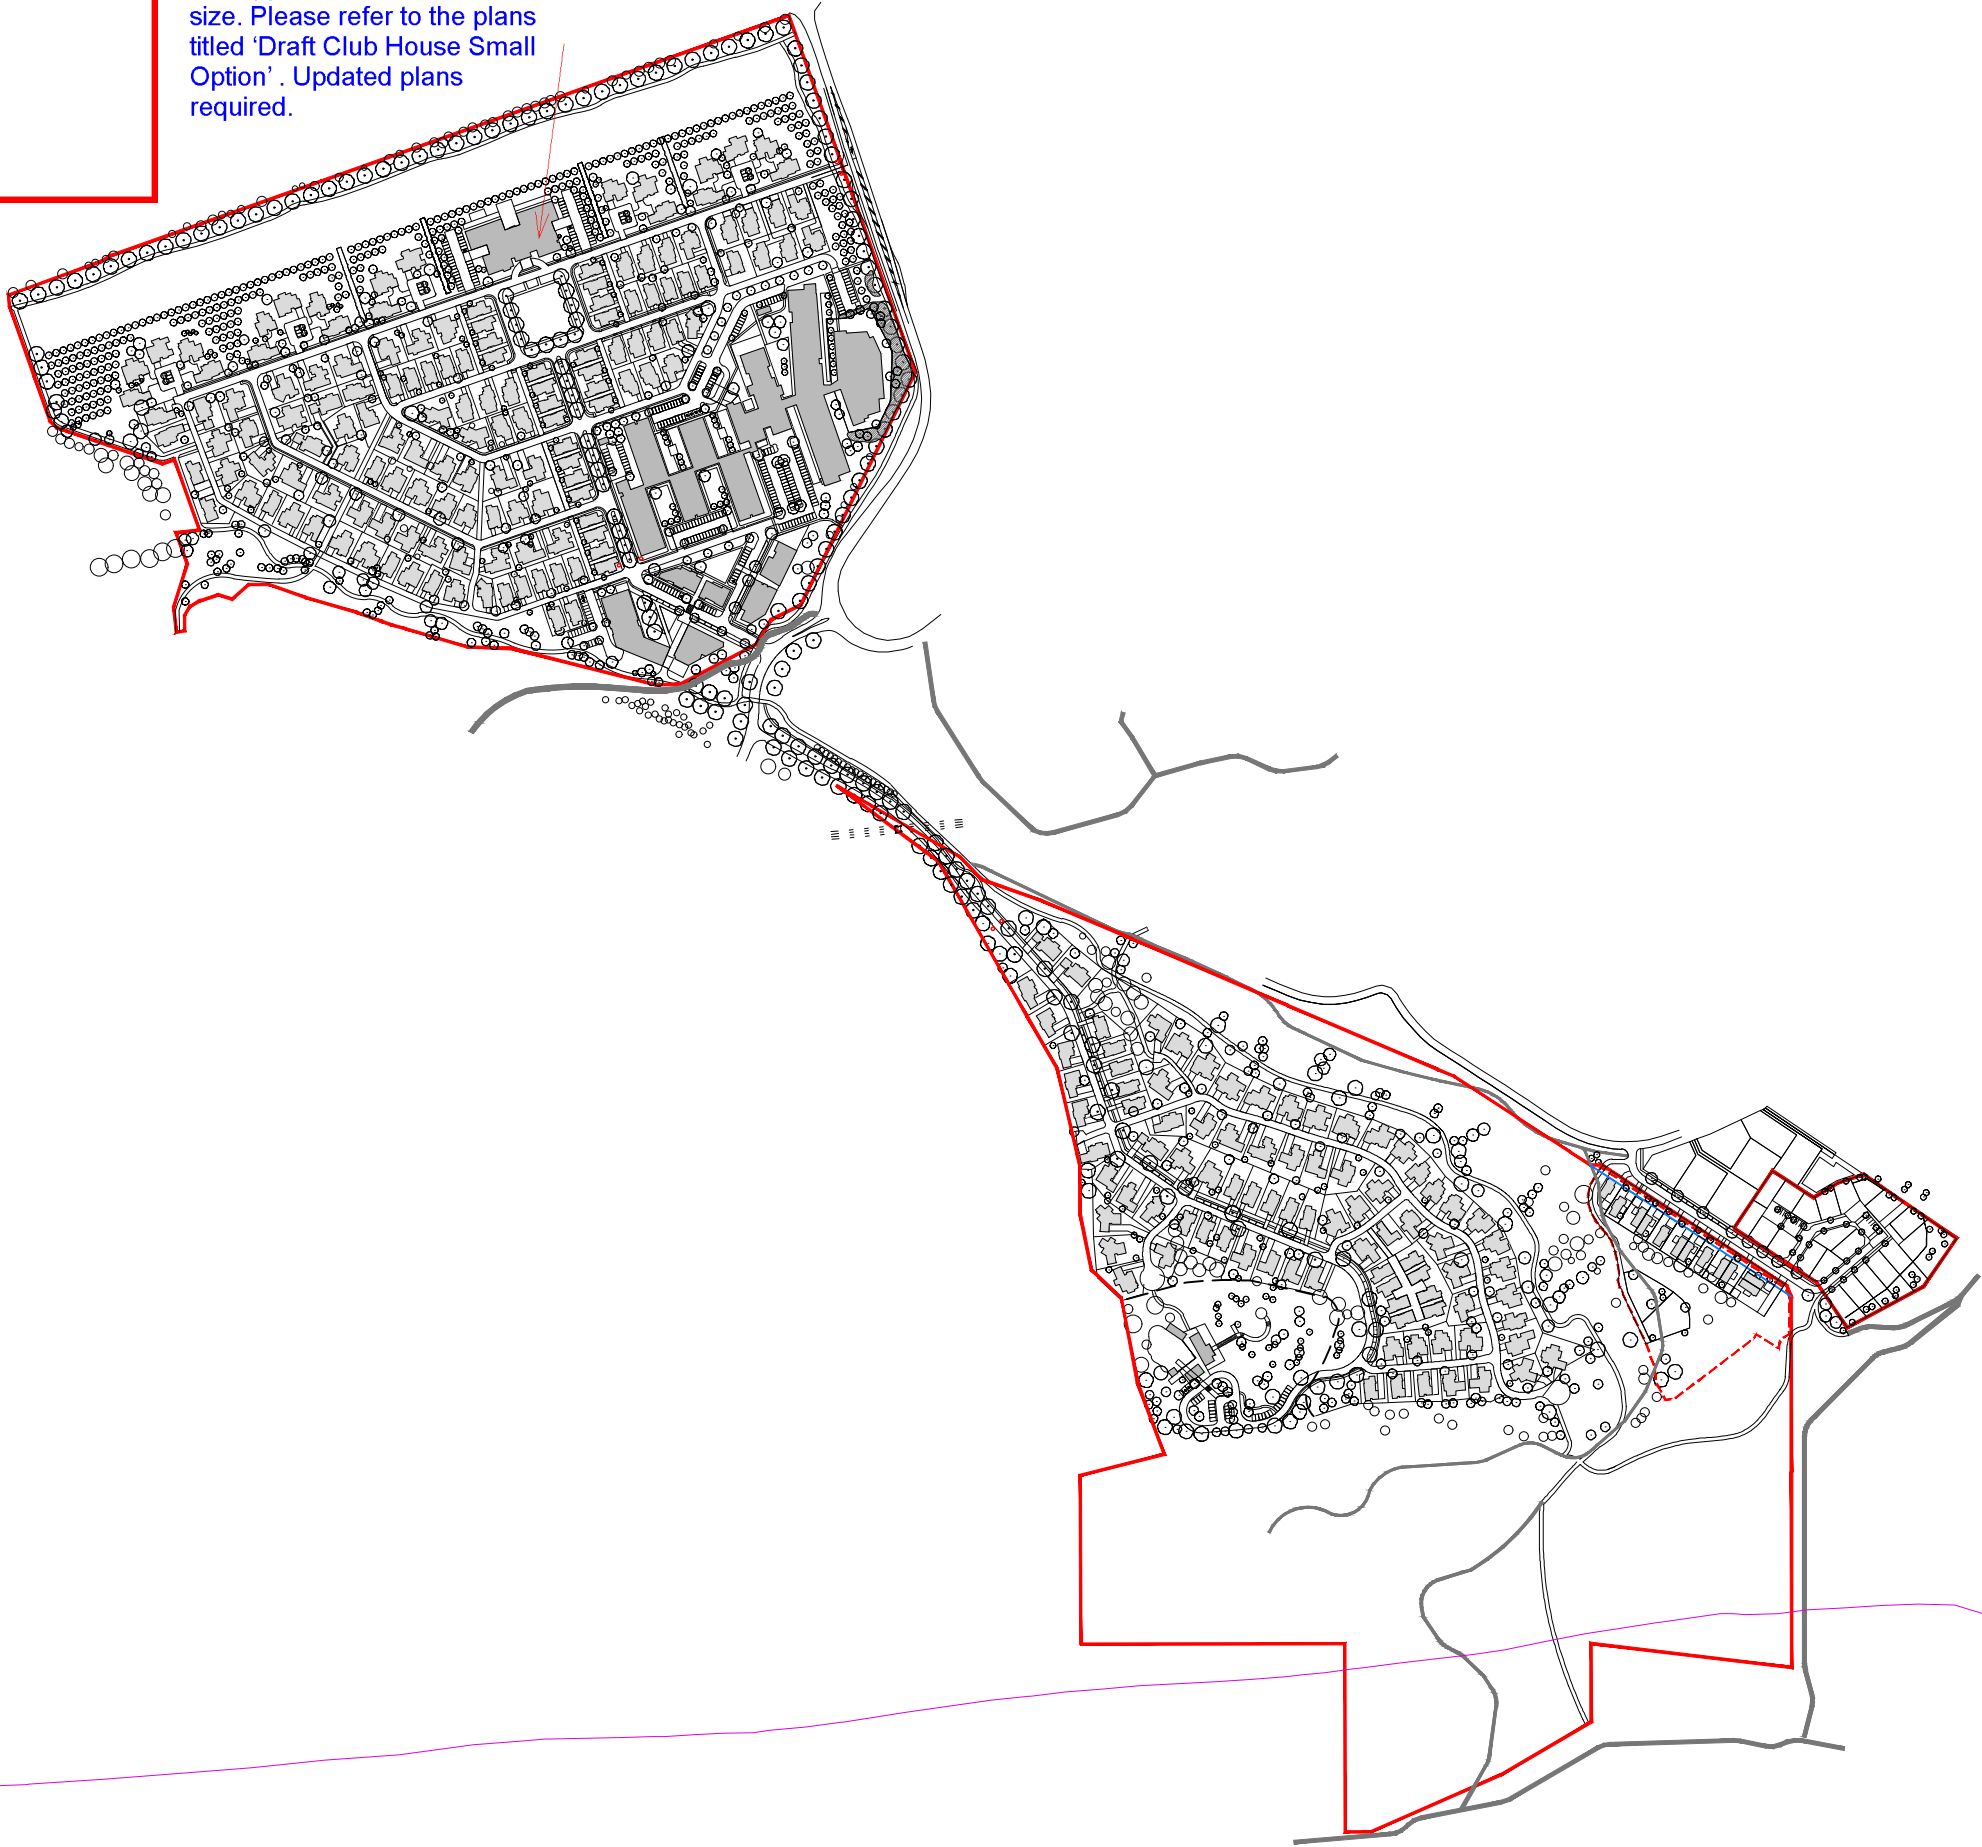 size. Please refer to the plans
titled ‘Draft Club House Small
Option’ . Updated plans
required.